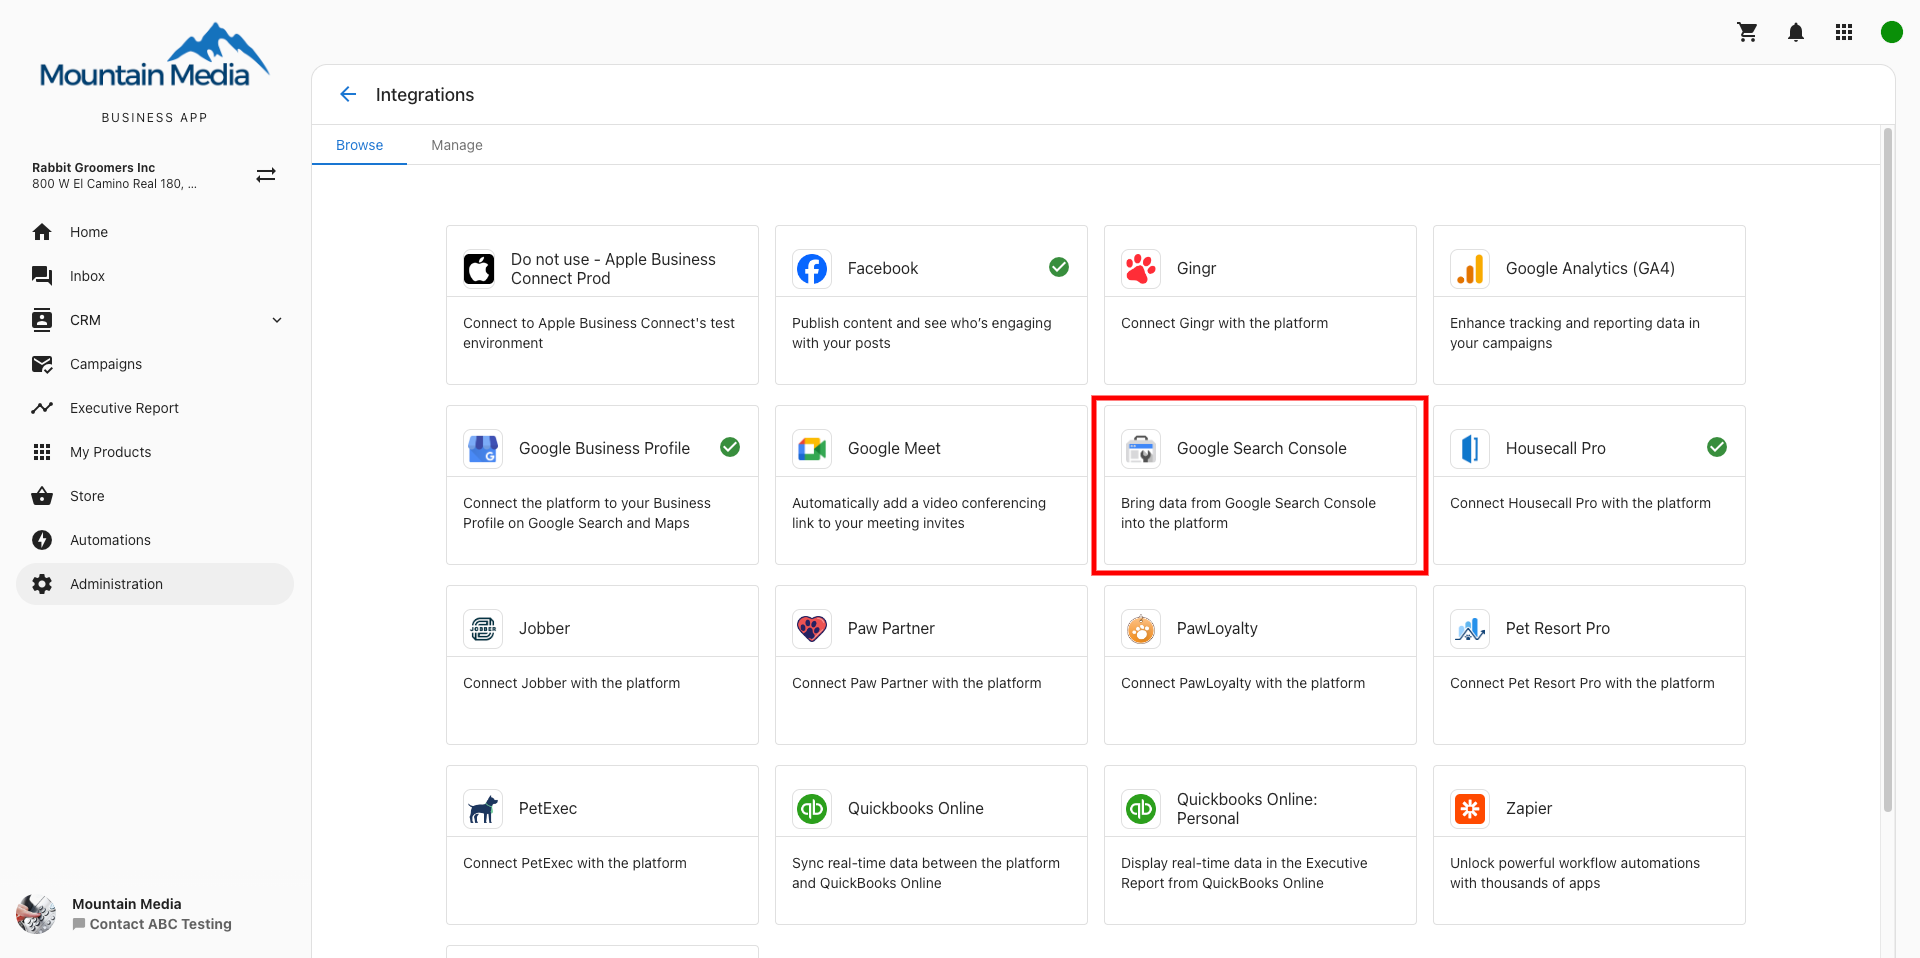 Mountain Media
BUSINESS APP
Rabbit Groomers Inc
800 W El Camino Real 180, ...
Home
Inbox
CRM
Campaigns
Executive Report
My Products
Store
Automations
Administration
Mountain Media
Contact ABC Testing
Integrations
Browse
Manage
Do not use - Apple Business
Connect Prod
Connect to Apple Business Connect's test
environment
Facebook
Publish content and see who's engaging
with your posts
Gingr
Connect Gingr with the platform
Google Analytics (GA4)
Enhance tracking and reporting data in
your campaigns
G
Google Business Profile
Connect the platform to your Business
Profile on Google Search and Maps
Google Meet
Automatically add a video conferencing
link to your meeting invites
Google Search Console
Bring data from Google Search Console
into the platform
Housecall Pro
Connect Housecall Pro with the platform
JOBBER
Jobber
Connect Jobber with the platform
Paw Partner
Connect Paw Partner with the platform
PawLoyalty
Connect PawLoyalty with the platform
Pet Resort Pro
Connect Pet Resort Pro with the platform
PetExec
Connect PetExec with the platform
qb
Quickbooks Online
Sync real-time data between the platform
and QuickBooks Online
qb
Quickbooks Online:
Personal
Display real-time data in the Executive
Report from QuickBooks Online
Zapier
Unlock powerful workflow automations
with thousands of apps